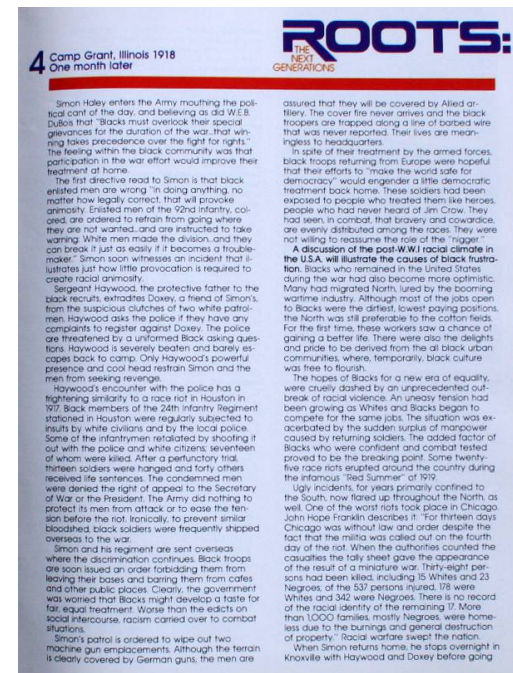 4 Camp Grant, Illinois 1918
One month later
ROOTS:
THE
NEXT
GENERATIONS
Simon Haley enters the Army mouthing the poli-
tical cant of the day, and believing as did W.E.B.
DuBois that "Blacks must overlook their special
grievances for the duration of the war...that win-
ning takes precedence over the fight for rights."
The feeling within the black community was that
participation in the war effort would improve their
treatment at home.
The first directive read to Simon is that black
enlisted men are wrong "in doing anything, no
matter how legally correct, that will provoke
animosity. Enlisted men of the 92nd Infantry, col-
ored, are ordered to refrain from going where
they are not wanted...and are instructed to take
warning: White men made the division...and they
can break it just as easily if it becomes a trouble-
maker." Simon soon witnesses an incident that il-
lustrates just how little provocation is required to
create racial animosity.
Sergeant Haywood, the protective father to the
black recruits, extradites Doxey, a friend of Simon's,
from the suspicious clutches of two white patrol-
men. Haywood asks the police if they have any
complaints to register against Doxey. The police
are threatened by a uniformed Black asking ques-
tions. Haywood is severely beaten and barely es-
capes back to camp. Only Haywood's powerful
presence and cool head restrain Simon and the
men from seeking revenge.
Haywood's encounter with the police has a
frightening similarity to a race riot in Houston in
1917. Black members of the 24th Infantry Regiment
stationed in Houston were regularly subjected to
insults by white civilians and by the local police.
Some of the infantrymen retaliated by shooting it
out with the police and white citizens; seventeen
of whom were killed. After a perfunctory trial,
thirteen soldiers were hanged and forty others
received life sentences. The condemned men
were denied the right of appeal to the Secretary
of War or the President. The Army did nothing to
protect its men from attack or to ease the ten-
sion before the riot. Ironically, to prevent similar
bloodshed, black soldiers were frequently shipped
overseas to the war.
Simon and his regiment are sent overseas
where the discrimination continues. Black troops
are soon issued an order forbidding them from
leaving their bases and barring them from cafes
and other public places. Clearly, the government
was worried that Blacks might develop a taste for
fair, equal treatment. Worse than the edicts on
social intercourse, racism carried over to combat
situations.
Simon's patrol is ordered to wipe out two
machine gun emplacements. Although the terrain
is clearly covered by German guns, the men are
assured that they will be covered by Allied ar-
tillery. The cover fire never arrives and the black
troopers are trapped along a line of barbed wire
that was never reported. Their lives are mean-
ingless to headquarters.
In spite of their treatment by the armed forces,
black troops returning from Europe were hopeful
that their efforts to "make the world safe for
democracy" would engender a little democratic
treatment back home. These soldiers had been
exposed to people who treated them like heroes,
people who had never heard of Jim Crow. They
had seen, in combat, that bravery and cowardice,
are evenly distributed among the races. They were
not willing to reassume the role of the "nigger."
A discussion of the post-W.W.I racial climate in
the U.S.A. will illustrate the causes of black frustra-
tion. Blacks who remained in the United States
during the war had also become more optimistic.
Many had migrated North, lured by the booming
wartime industry. Although most of the jobs open
to Blacks were the dirtiest, lowest paying positions,
the North was still preferable to the cotton fields.
For the first time, these workers saw a chance of
gaining a better life. There were also the delights
and pride to be derived from the all black urban
communities, where, temporarily, black culture
was free to flourish.
The hopes of Blacks for a new era of equality,
were cruelly dashed by an unprecedented out-
break of racial violence. An uneasy tension had
been growing as Whites and Blacks began to
compete for the same jobs. The situation was ex-
acerbated by the sudden surplus of manpower
caused by returning soldiers. The added factor of
Blacks who were confident and combat tested
proved to be the breaking point. Some twenty-
five race riots erupted around the country during
the infamous "Red Summer" of 1919.
Ugly incidents, for years primarily confined to
the South, now flared up throughout the North, as
well. One of the worst riots took place in Chicago.
John Hope Franklin describes it: "For thirteen days
Chicago was without law and order despite the
fact that the militia was called out on the fourth
day of the riot. When the authorities counted the
casualties the tally sheet gave the appearance
of the result of a miniature war. Thirty-eight per-
sons had been killed, including 15 Whites and 23
Negroes; of the 537 persons injured, 178 were
Whites and 342 were Negroes. There is no record
of the racial identity of the remaining 17. More
than 1,000 families, mostly Negroes, were home-
less due to the burnings and general destruction
of property." Racial warfare swept the nation.
When Simon returns home, he stops overnight in
Knoxville with Haywood and Doxey before going